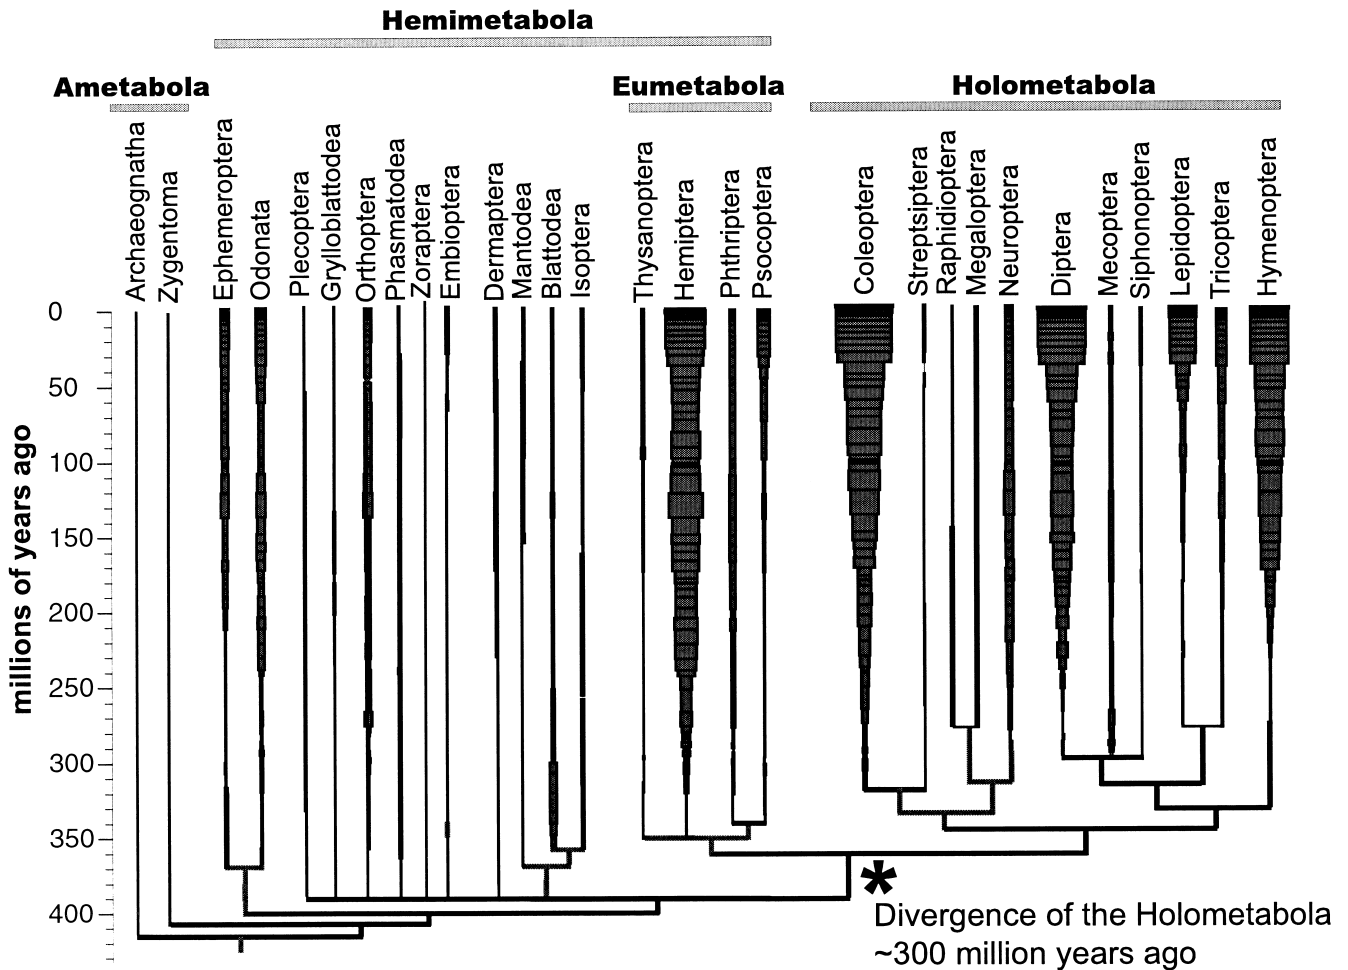 Hemimetabola
Ametabola
Eumetabola
Holometabola
Archaeognatha
Zygentoma
Ephemeroptera
Odonata
Plecoptera
Grylloblattodea
Orthoptera
Phasmatodea
Zoraptera
Embioptera
Dermaptera
Mantodea
Blattodea
Isoptera
Thysanoptera
Hemiptera
Phthriptera
Psocoptera
Coleoptera
Streptsiptera
Raphidioptera
Megaloptera
Neuroptera
Diptera
Mecoptera
Siphonoptera
Lepidoptera
Tricoptera
Hymenoptera
millions of years ago
0
50
100
150
200
250
300
350
400
*
Divergence of the Holometabola
~300 million years ago